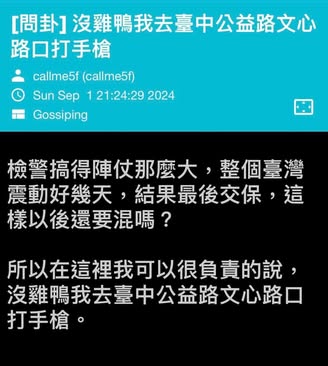 [問卦] 沒雞鴨我去臺中公益路文心
路口打手槍
callme5f (callme5f)
Sun Sep 1 21:24:29 2024
Gossiping
檢警搞得陣仗那麼大，整個臺灣
震動好幾天，結果最後交保，這
樣以後還要混嗎？
所以在這裡我可以很負責的說，
沒雞鴨我去臺中公益路文心路口
打手槍。